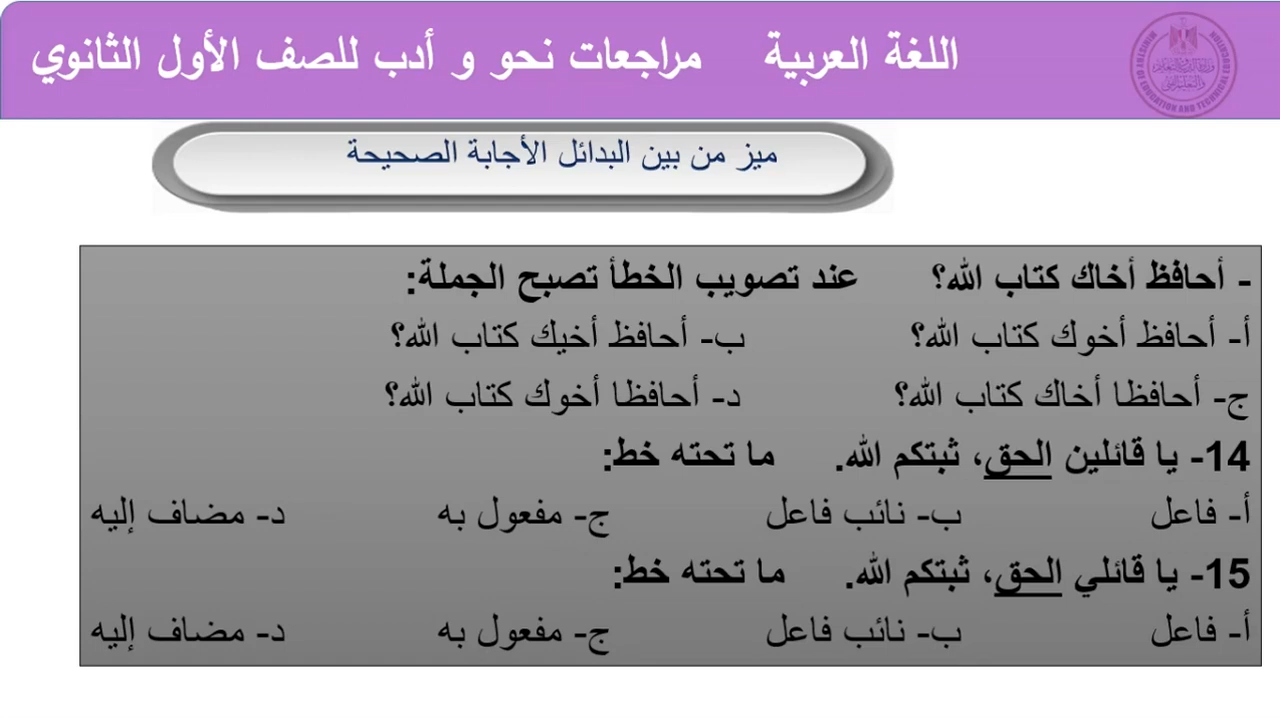 اللغة العربية مراجعات نحو و أدب للصف الأول الثانوي
ميز من بين البدائل الأجابة الصحيحة
- أحافظ أخاك كتاب الله؟ عند تصويب الخطأ تصبح الجملة:
أ- أحافظ أخوك كتاب الله؟ ب- أحافظ أخيك كتاب الله؟
ج- أحافظا أخاك كتاب الله؟ د- أحافظا أخوك كتاب الله؟
14- يا قائلين الحق، ثبتكم الله. ما تحته خط:
أ- فاعل ب- نائب فاعل ج- مفعول به د- مضاف إليه
15- يا قائلي الحق، ثبتكم الله. ما تحته خط:
أ- فاعل ب- نائب فاعل ج- مفعول به د- مضاف إليه